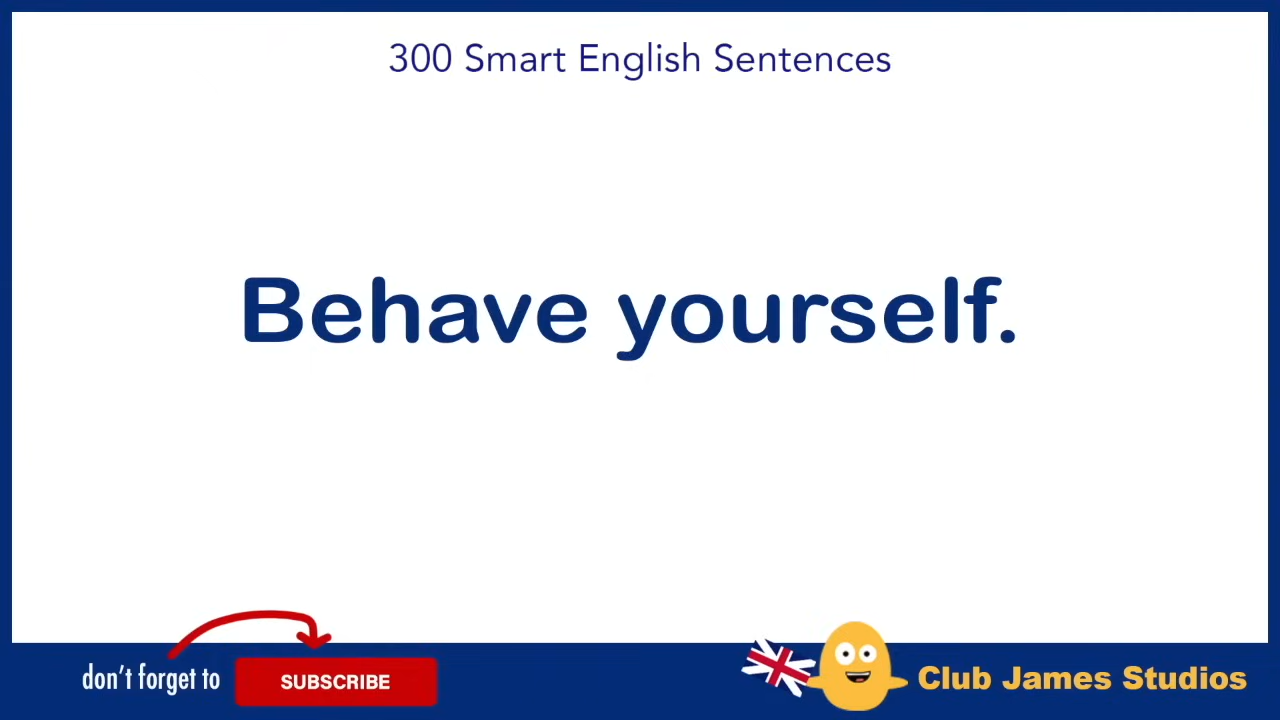 300 Smart English Sentences
Behave yourself.
don't forget to SUBSCRIBE
Club James Studios